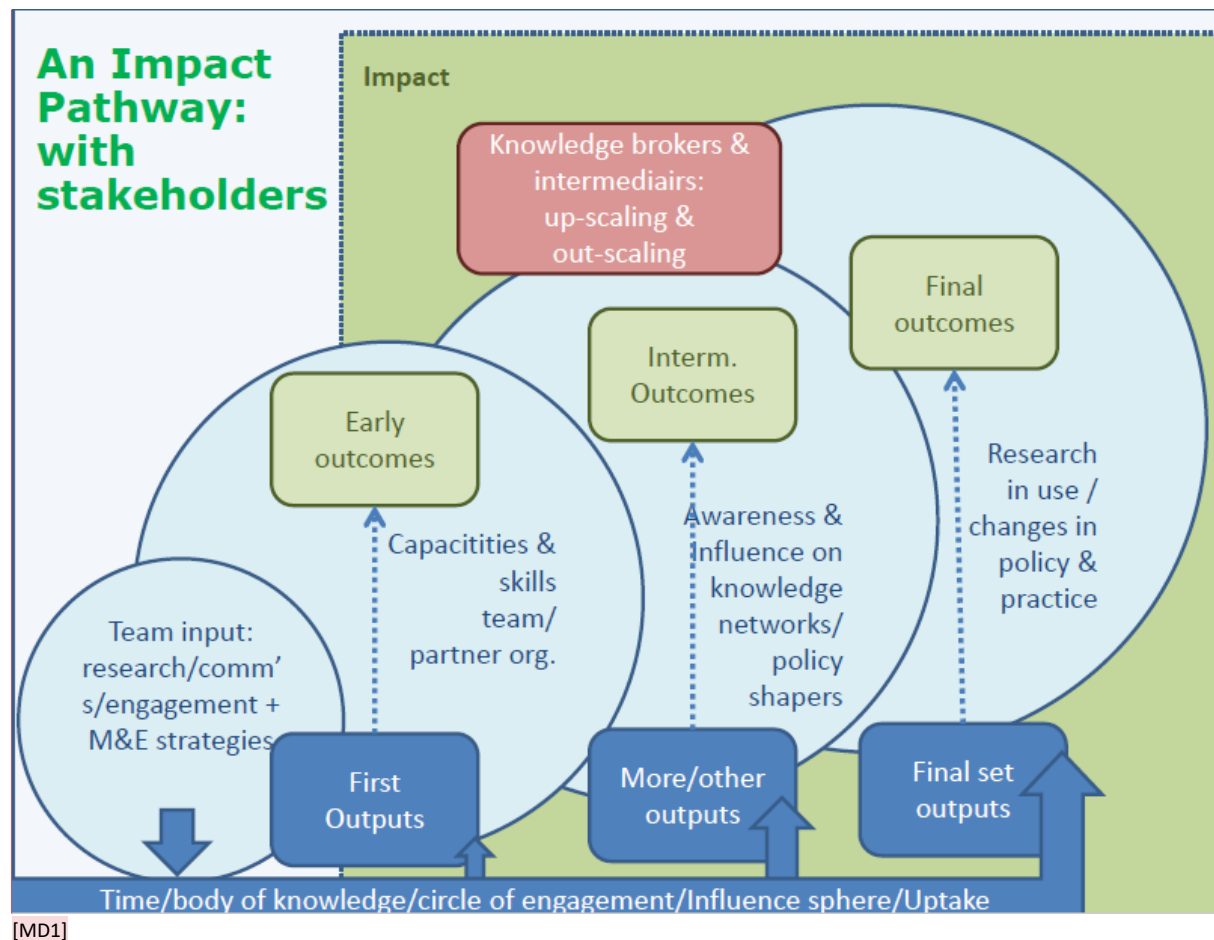 An Impact
Pathway:
with
stakeholders
Impact
Knowledge brokers &
intermediairs:
up-scaling &
out-scaling
Final
outcomes
Interm.
Outcomes
Early
outcomes
Research
in use /
changes in
policy &
practice
Awareness &
Influence on
knowledge
networks/
policy
shapers
Capacitities &
skills
team/
partner org.
Team input:
research/comm'
s/engagement +
M&E strategies
First
Outputs
More/other
outputs
Final set
outputs
Time/body of knowledge/circle of engagement/Influence sphere/Uptake
[MD1]